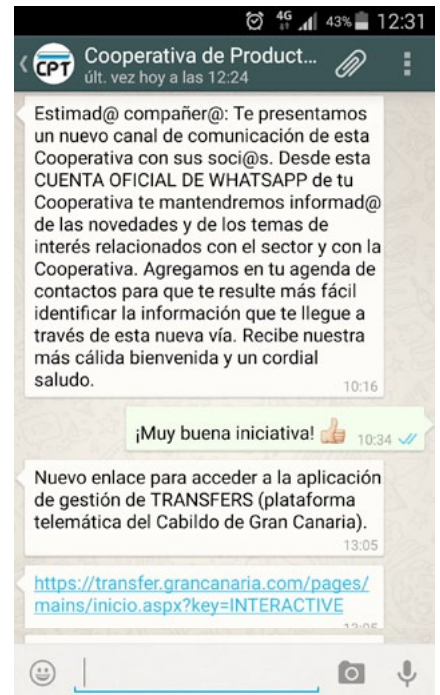 4G 43% 12:31
CPT Cooperativa de Product...
últ. vez hoy a las 12:24
Estimad@ compañer@: Te presentamos
un nuevo canal de comunicación de esta
Cooperativa con sus soci@s. Desde esta
CUENTA OFICIAL DE WHATSAPP de tu
Cooperativa te mantendremos informad@
de las novedades y de los temas de
interés relacionados con el sector y con la
Cooperativa. Agregamos en tu agenda de
contactos para que te resulte más fácil
identificar la información que te llegue a
través de esta nueva vía. Recibe nuestra
más cálida bienvenida y un cordial
saludo.
10:16
¡Muy buena iniciativa! 👍 10:34
Nuevo enlace para acceder a la aplicación
de gestión de TRANSFERS (plataforma
telemática del Cabildo de Gran Canaria).
13:05
https://transfer.grancanaria.com/pages/
mains/inicio.aspx?key=INTERACTIVE
13:05